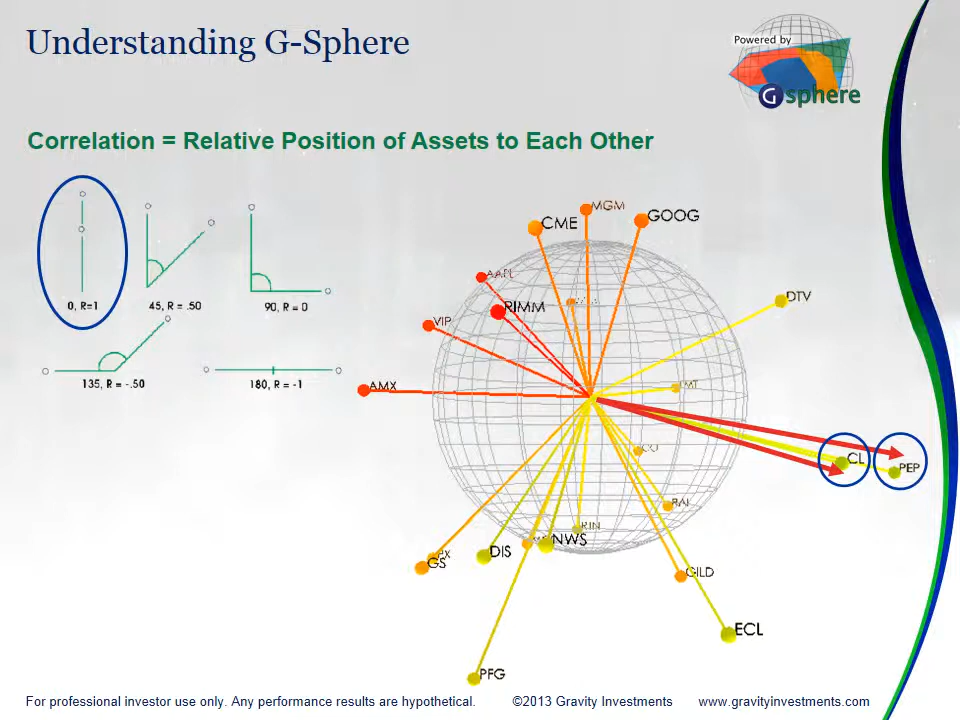 Understanding G-Sphere
Powered by
G sphere
Correlation = Relative Position of Assets to Each Other
0, R=1
45, R = .50
90, R = 0
135, R = -.50
180, R = -1
MGM
GOOG
CME
AAPL
RIMM
VIP
AMX
DTV
CL
PEP
RIN
NWS
DIS
GS
GILD
ECL
PFG
For professional investor use only. Any performance results are hypothetical.
©2013 Gravity Investments
www.gravityinvestments.com